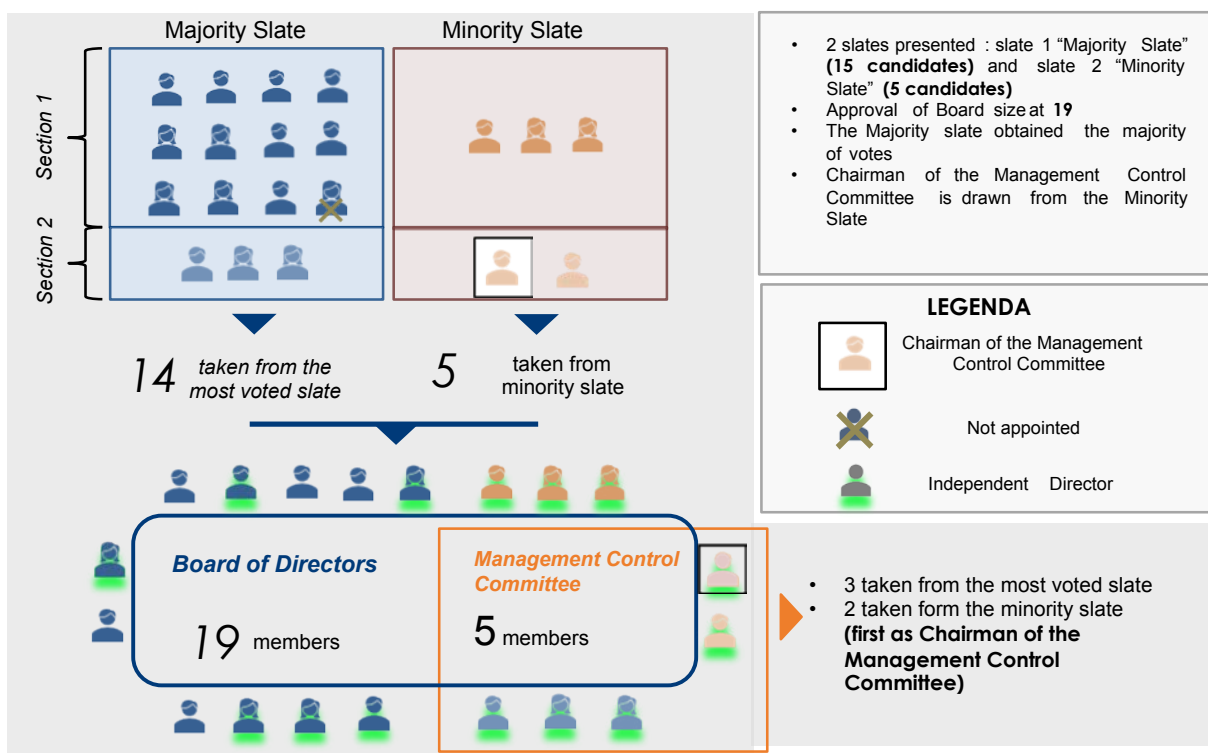 Majority Slate
Minority Slate
Section 1
Section 2
14
taken from the
most voted slate
5
taken from
minority slate
Board of Directors
19 members
Management Control
Committee
5 members
• 2 slates presented : slate 1 “Majority Slate”
(15 candidates) and slate 2 “Minority
Slate” (5 candidates)
• Approval of Board size at 19
• The Majority slate obtained the majority
of votes
• Chairman of the Management Control
Committee is drawn from the Minority
Slate
LEGENDA
Chairman of the Management
Control Committee
Not appointed
Independent Director
• 3 taken from the most voted slate
• 2 taken form the minority slate
(first as Chairman of the
Management Control
Committee)